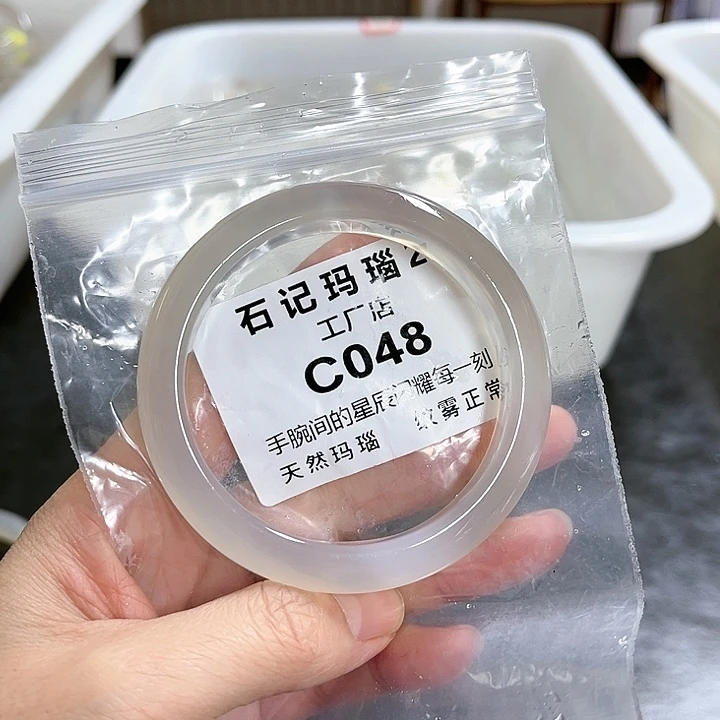 石记玛瑙2
工厂店
C048
手腕间的星辰闪耀每一刻
天然玛瑙 纹雾正常